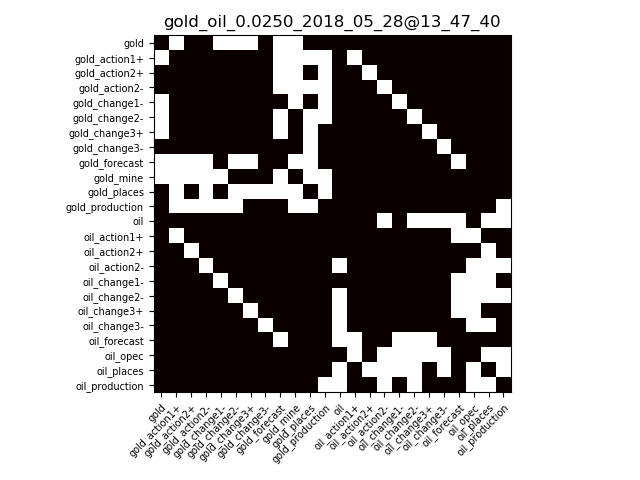 gold_oil_0.0250_2018_05_28@13_47_40
gold
gold_action1+
gold_action2+
gold_action2-
gold_change1-
gold_change2-
gold_change3+
gold_change3-
gold_forecast
gold_mine
gold_places
gold_production
oil
oil_action1+
oil_action2+
oil_action2-
oil_change1-
oil_change2-
oil_change3+
oil_change3-
oil_forecast
oil_opec
oil_places
oil_production
gold
gold_action1+
gold_action2+
gold_action2-
gold_change1-
gold_change2-
gold_change3+
gold_change3-
gold_forecast
gold_mine
gold_places
gold_production
oil
oil_action1+
oil_action2+
oil_action2-
oil_change1-
oil_change2-
oil_change3+
oil_change3-
oil_forecast
oil_opec
oil_places
oil_production